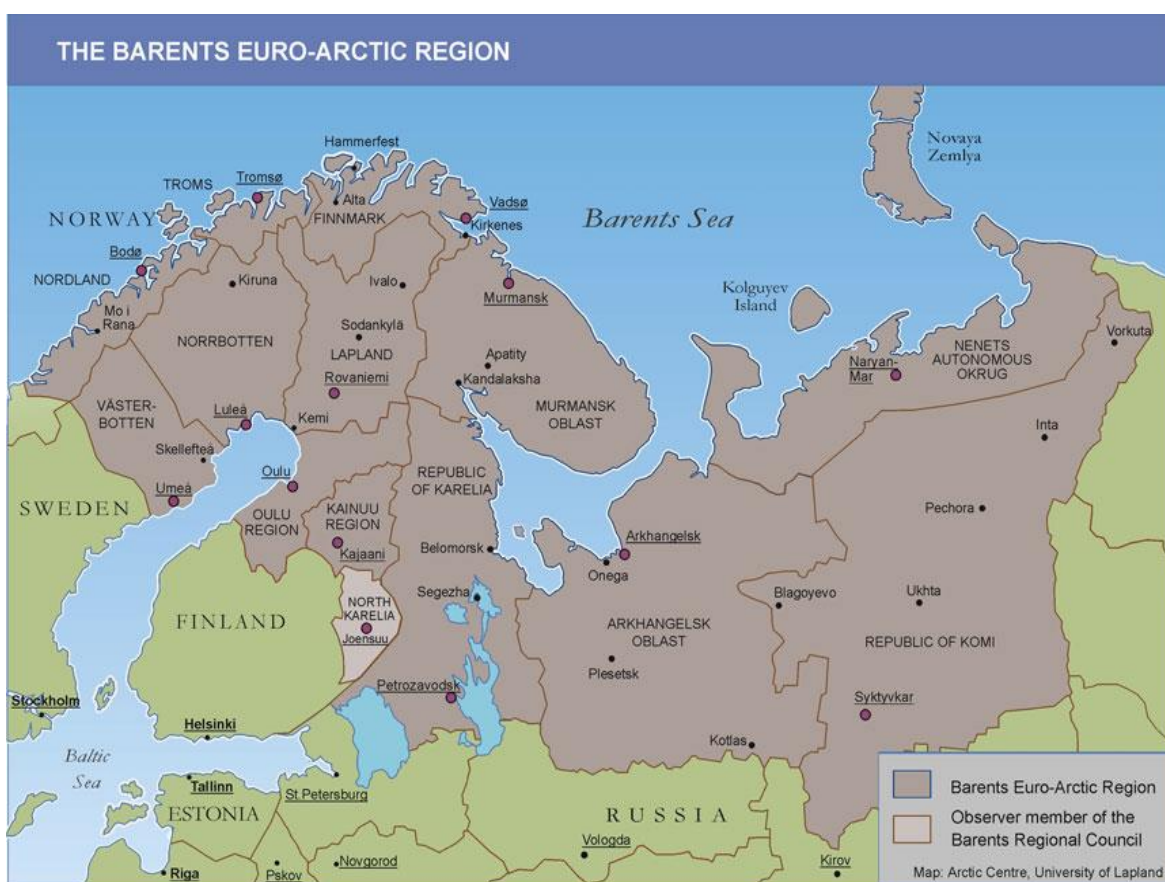 THE BARENTS EURO-ARCTIC REGION
Hammerfest
Novaya
Zemlya
TROMS
Tromsø
Alta
FINNMARK
Vadsø
Kirkenes
NORWAY
Barents Sea
Bodø
NORDLAND
Kiruna
Ivalo
Murmansk
Kolguyev
Island
Mo i
Rana
NORRBOTTEN
Sodankylä
LAPLAND
Rovaniemi
Apatity
Kandalaksha
MURMANSK
OBLAST
Naryan-
Mar
NENETS
AUTONOMOUS
OKRUG
Vorkuta
VÄSTER-
BOTTEN
Luleå
Kemi
Inta
Skellefteå
Umeå
Oulu
OULU
REGION
KAINUU
REGION
Kajaani
REPUBLIC
OF KARELIA
Pechora
SWEDEN
Belomorsk
Arkhangelsk
Onega
Segezha
Blagoyevo
Ukhta
NORTH
KARELIA
Joensuu
FINLAND
ARKHANGELSK
OBLAST
REPUBLIC OF KOMI
Plesetsk
Petrozavodsk
Syktyvkar
Stockholm
Helsinki
Kotlas
Baltic
Sea
Tallinn
St.Petersburg
ESTONIA
RUSSIA
Vologda
Riga
Pskov
Novgorod
Kirov
Barents Euro-Arctic Region
Observer member of the
Barents Regional Council
Map: Arctic Centre, University of Lapland